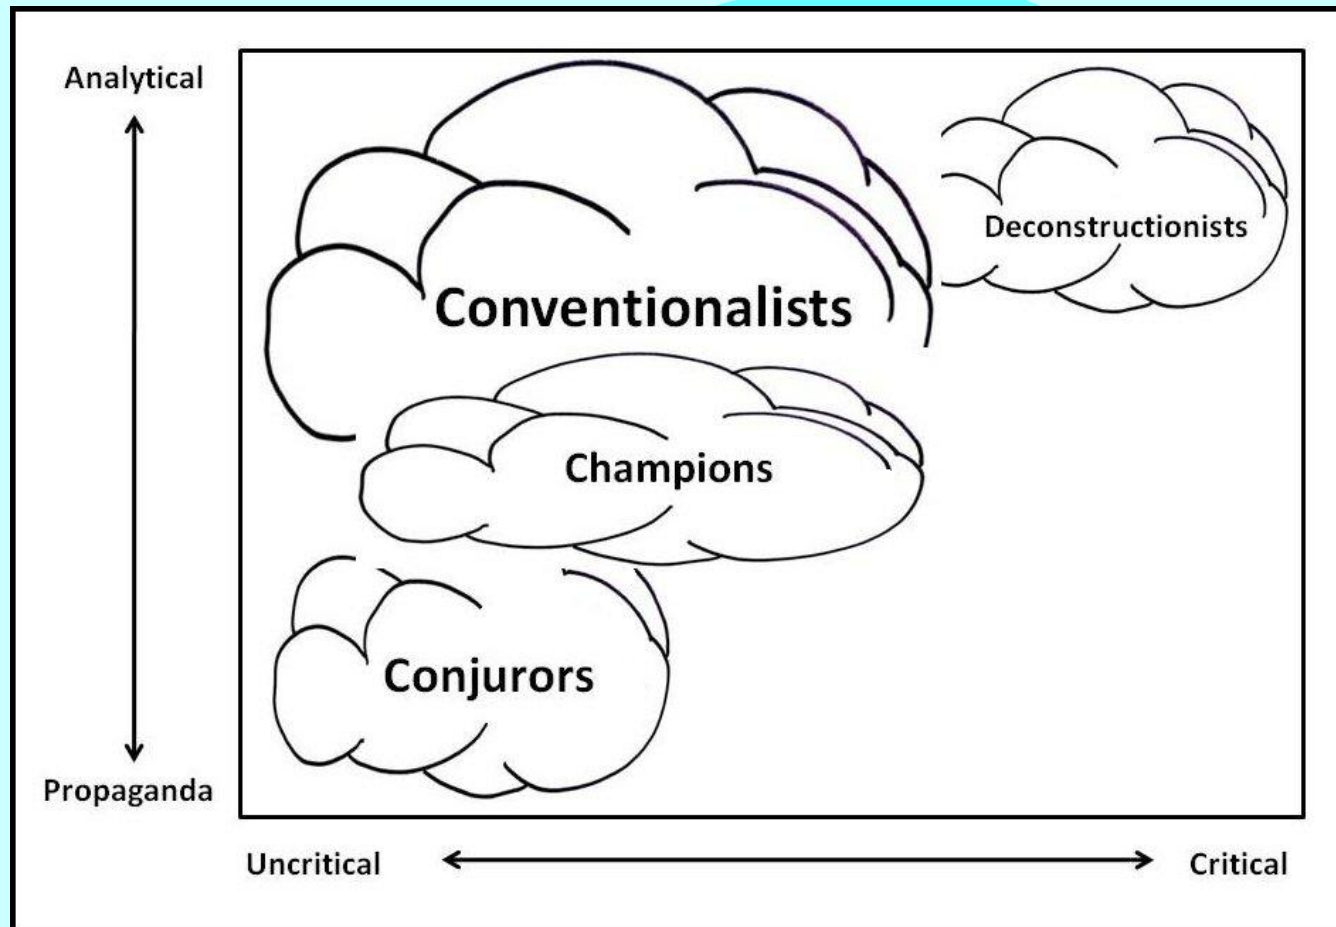 Analytical
Deconstructionists
Conventionalists
Champions
Conjurors
Propaganda
Uncritical
Critical